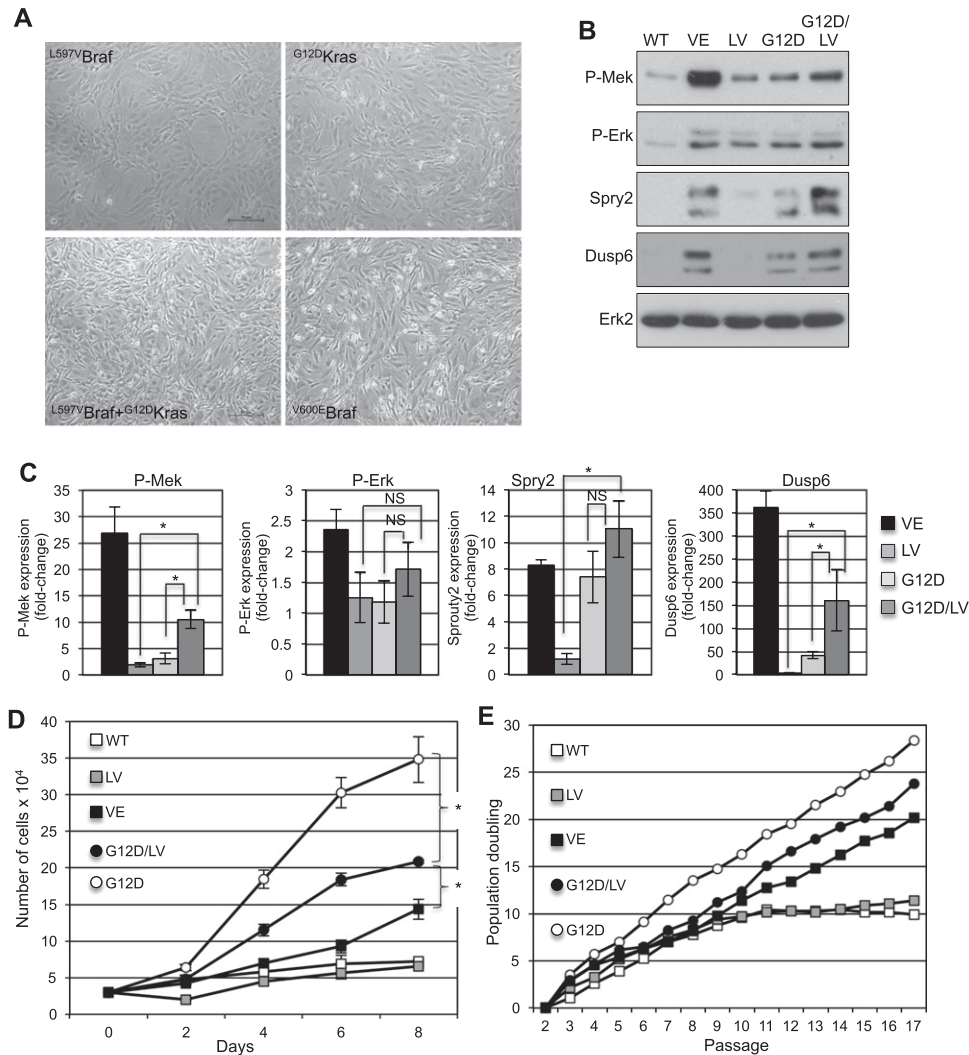 A
L597VBraf
G12DKras
L597VBraf+G12DKras
V600EBraf
B
WT VE LV G12D G12D/LV
P-Mek
P-Erk
Spry2
Dusp6
Erk2
C
P-Mek
P-Mek expression
(fold-change)
35
30
25
20
15
10
5
0
*
*
P-Erk
P-Erk expression
(fold-change)
3
2.5
2
1.5
1
0.5
0
NS
NS
Spry2
Sprouty2 expression
(fold-change)
14
12
10
8
6
4
2
0
*
NS
Dusp6
Dusp6 expression
(fold-change)
400
350
300
250
200
150
100
50
0
*
*
VE
LV
G12D
G12D/LV
D
Number of cells x 104
40
35
30
25
20
15
10
5
0
WT
LV
VE
G12D/LV
G12D
*
*
0 2 4 6 8
Days
E
Population doubling
30
25
20
15
10
5
0
WT
LV
VE
G12D/LV
G12D
2 3 4 5 6 7 8 9 10 11 12 13 14 15 16 17
Passage